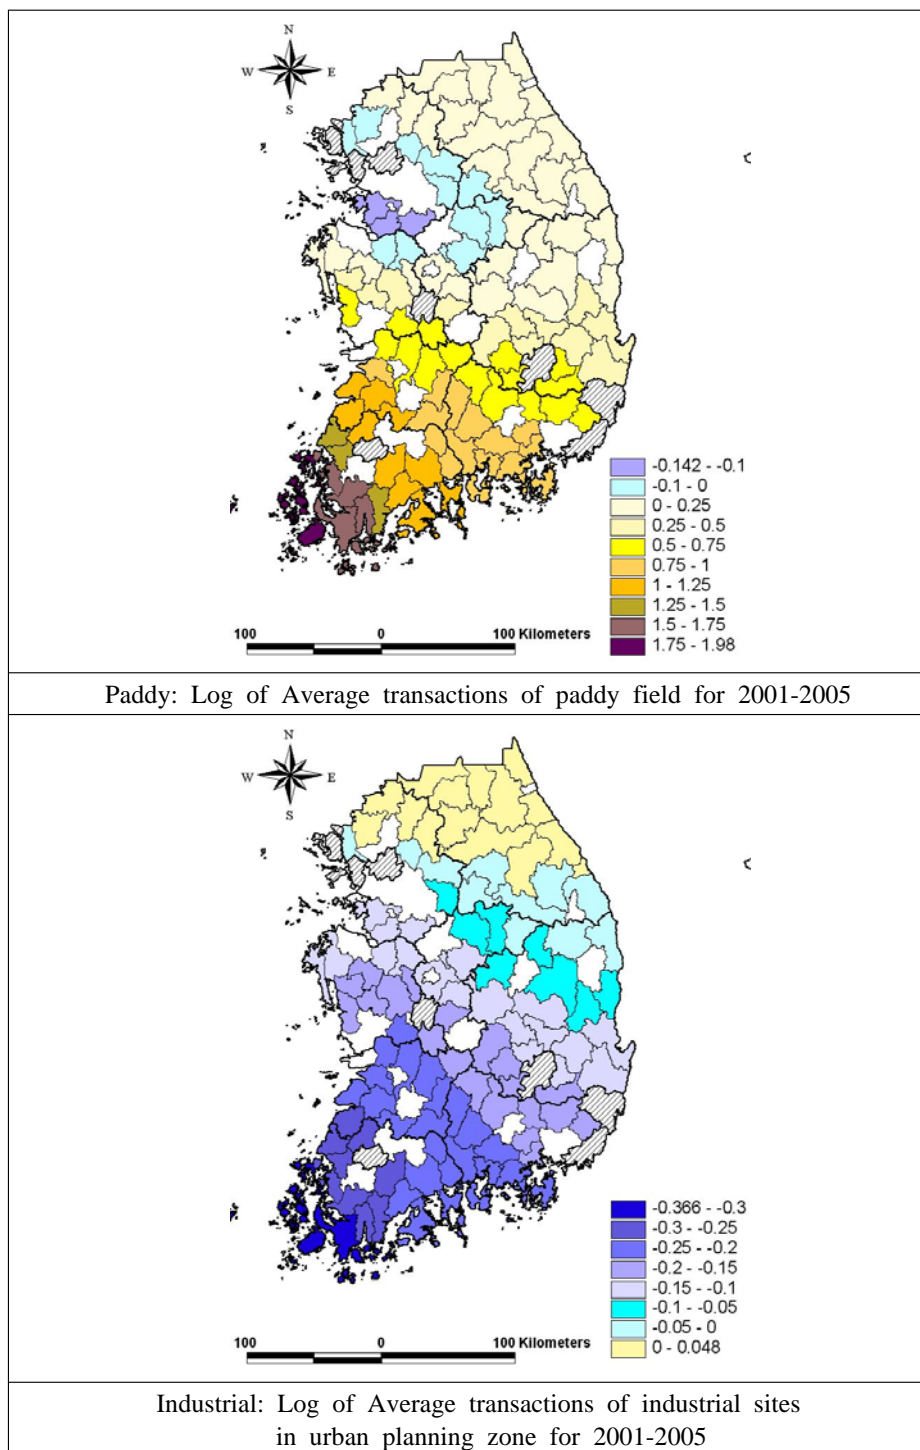 N
W E
S
-0.142 - -0.1
-0.1 - 0
0 - 0.25
0.25 - 0.5
0.5 - 0.75
0.75 - 1
1 - 1.25
1.25 - 1.5
1.5 - 1.75
1.75 - 1.98
100 0 100 Kilometers
Paddy: Log of Average transactions of paddy field for 2001-2005
N
W E
S
-0.366 - -0.3
-0.3 - -0.25
-0.25 - -0.2
-0.2 - -0.15
-0.15 - -0.1
-0.1 - -0.05
-0.05 - 0
0 - 0.048
100 0 100 Kilometers
Industrial: Log of Average transactions of industrial sites
in urban planning zone for 2001-2005